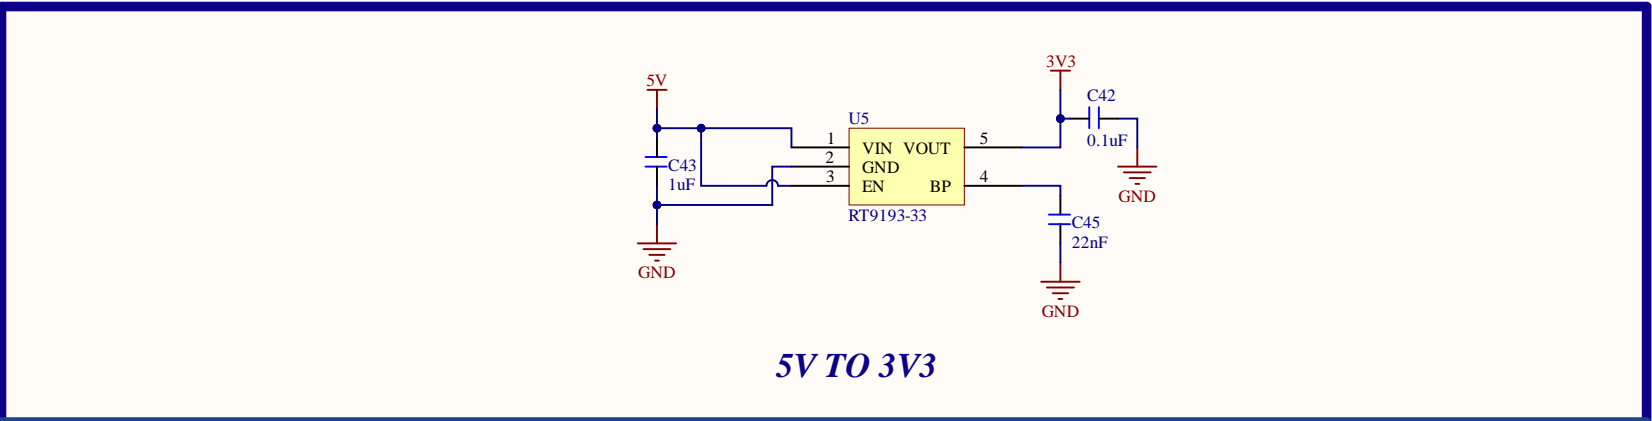 3V3
5V
C42
0.1uF
U5
1
VIN
VOUT
5
2
GND
3
EN
BP
4
C43
1uF
GND
RT9193-33
C45
22nF
GND
GND
5V TO 3V3